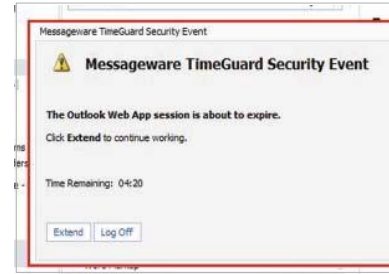 Messageware TimeGuard Security Event
Messageware TimeGuard Security Event
The Outlook Web App session is about to expire.
Click Extend to continue working.
Time Remaining: 04:20
Extend Log Off